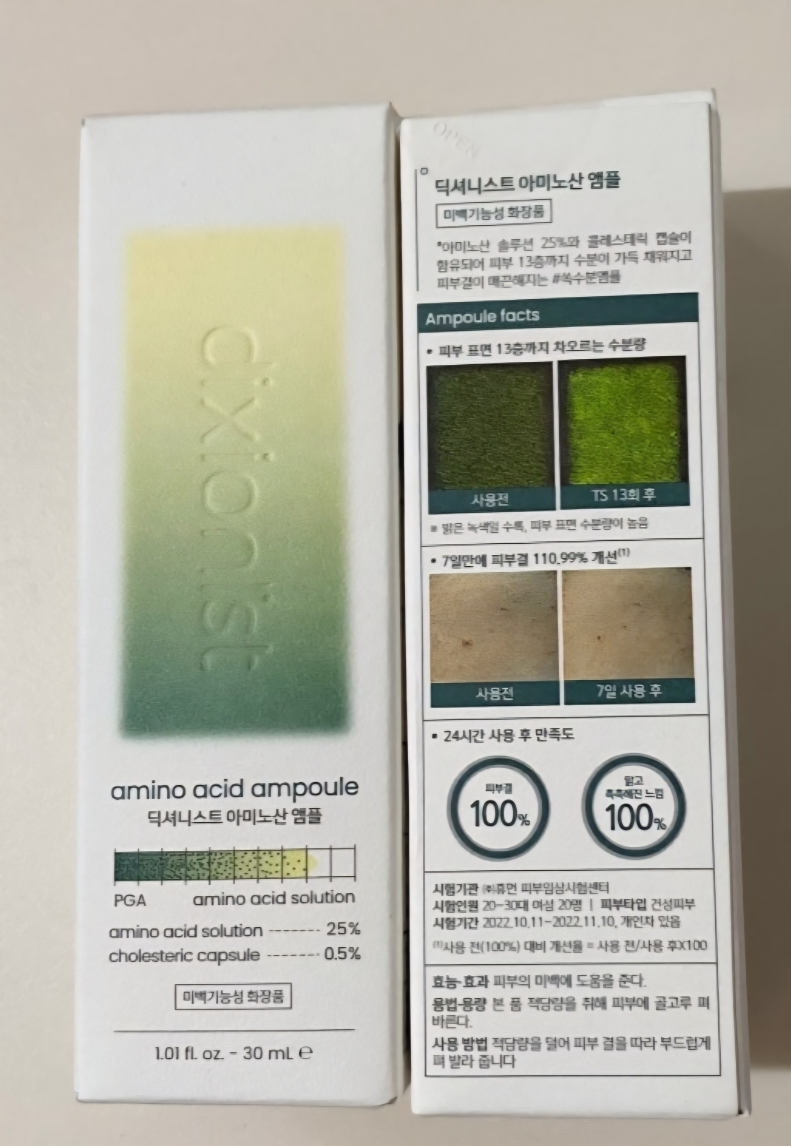 dixionist
amino acid ampoule
딕셔니스트 아미노산 앰플
PGA amino acid solution
amino acid solution ------- 25%
cholesteric capsule ------- 0.5%
미백기능성 화장품
1.01 fl. oz. - 30 mL ℮
OPEN
딕셔니스트 아미노산 앰플
미백기능성 화장품
*아미노산 솔루션 25%와 콜레스테릭 캡슐이
함유되어 피부 13층까지 수분이 가득 채워지고
피부결이 매끈해지는 #쏙수분앰플
Ampoule facts
• 피부 표면 13층까지 차오르는 수분량
사용전
TS 13회 후
※ 밝은 녹색일 수록, 피부 표면 수분량이 높음
• 7일만에 피부결 110.99% 개선(1)
사용전
7일 사용 후
• 24시간 사용 후 만족도
피부결
100%
맑고
촉촉해진 느낌
100%
시험기관 ㈜휴먼 피부임상시험센터
시험인원 20-30대 여성 20명 | 피부타입 건성피부
시험기간 2022.10.11-2022.11.10, 개인차 있음
(1)사용 전(100%) 대비 개선율 = 사용 전/사용 후X100
효능·효과 피부의 미백에 도움을 준다.
용법·용량 본 품 적당량을 취해 피부에 골고루 펴
바른다.
사용 방법 적당량을 덜어 피부 결을 따라 부드럽게
펴 발라 줍니다